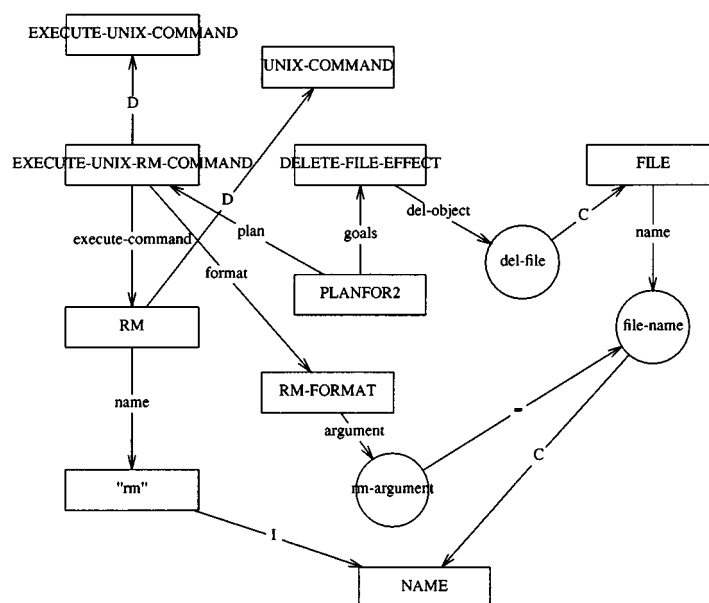 EXECUTE-UNIX-COMMAND
UNIX-COMMAND
D
EXECUTE-UNIX-RM-COMMAND
DELETE-FILE-EFFECT
FILE
D
del-object
C
execute-command
plan
goals
name
format
del-file
PLANFOR2
RM
file-name
RM-FORMAT
name
argument
=
C
"rm"
rm-argument
I
NAME